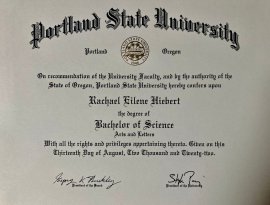 Portland State University
Portland Oregon
On recommendation of the University Faculty, and by the authority of the
State of Oregon, Portland State University hereby confers upon
Rachael Eilene Hiebert
the degree of
Bachelor of Science
Arts and Letters
With all the rights and privileges appertaining thereto. Given on this
Thirteenth Day of August, Two Thousand and Twenty-two.
President of the Board
President of the University